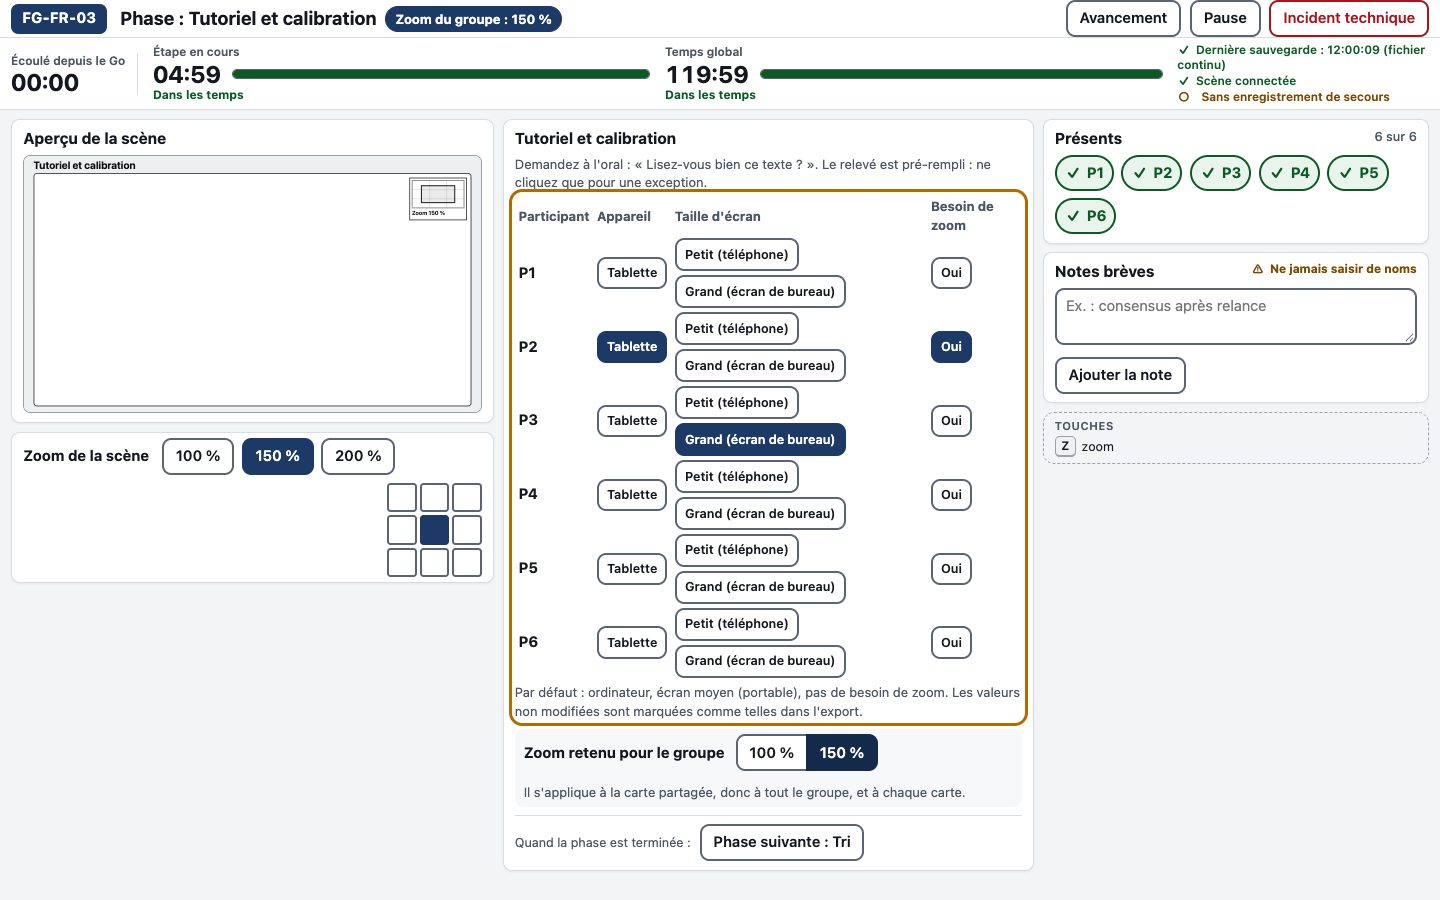 FG-FR-03
Phase : Tutoriel et calibration
Zoom du groupe : 150 %
Avancement
Pause
Incident technique
Écoulé depuis le Go
00:00
Étape en cours
04:59
Dans les temps
Temps global
119:59
Dans les temps
✓ Dernière sauvegarde : 12:00:09 (fichier
continu)
✓ Scène connectée
Sans enregistrement de secours
Aperçu de la scène
Tutoriel et calibration
Zoom 150 %
Zoom de la scène
100 %
150 %
200 %
Tutoriel et calibration
Demandez à l'oral : « Lisez-vous bien ce texte ? ». Le relevé est pré-rempli : ne
cliquez que pour une exception.
Participant Appareil Taille d'écran Besoin de
zoom
P1 Tablette Petit (téléphone) Oui
Grand (écran de bureau)
P2 Tablette Petit (téléphone) Oui
Grand (écran de bureau)
P3 Tablette Petit (téléphone) Oui
Grand (écran de bureau)
P4 Tablette Petit (téléphone) Oui
Grand (écran de bureau)
P5 Tablette Petit (téléphone) Oui
Grand (écran de bureau)
P6 Tablette Petit (téléphone) Oui
Grand (écran de bureau)
Par défaut : ordinateur, écran moyen (portable), pas de besoin de zoom. Les valeurs
non modifiées sont marquées comme telles dans l'export.
Zoom retenu pour le groupe
100 %
150 %
Il s'applique à la carte partagée, donc à tout le groupe, et à chaque carte.
Quand la phase est terminée :
Phase suivante : Tri
Présents
6 sur 6
✓ P1
✓ P2
✓ P3
✓ P4
✓ P5
✓ P6
Notes brèves
⚠ Ne jamais saisir de noms
Ex. : consensus après relance
Ajouter la note
TOUCHES
Z zoom